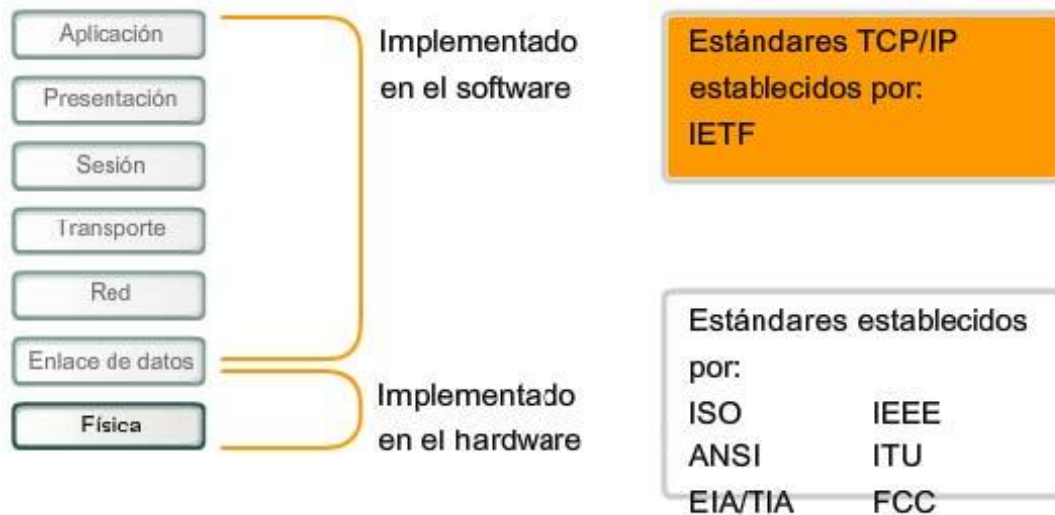 Aplicación
Presentación
Sesión
Transporte
Red
Enlace de datos
Física
Implementado
en el software
Implementado
en el hardware
Estándares TCP/IP
establecidos por:
IETF
Estándares establecidos
por:
ISO IEEE
ANSI ITU
EIA/TIA FCC